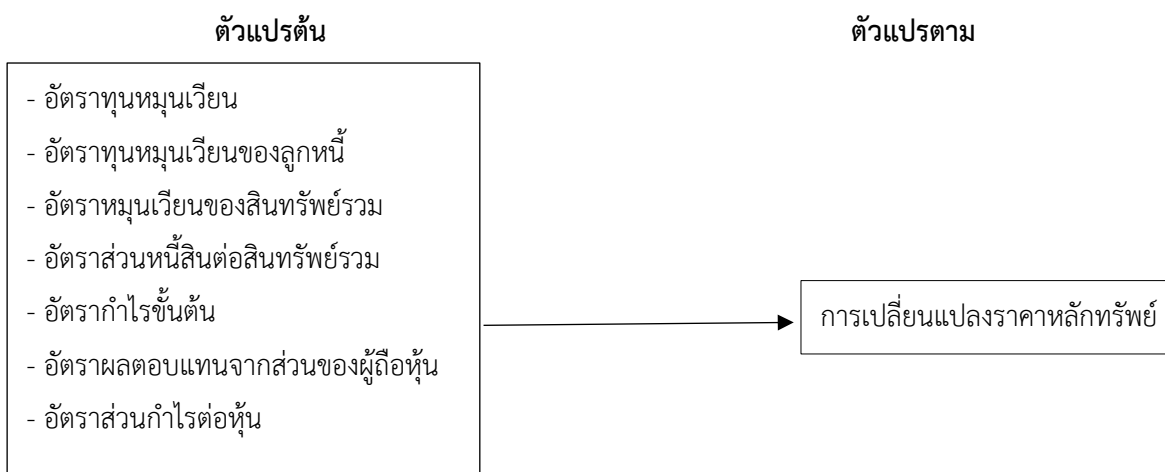 ตัวแปรต้น
ตัวแปรตาม
- อัตราทุนหมุนเวียน
- อัตราทุนหมุนเวียนของลูกหนี้
- อัตราหมุนเวียนของสินทรัพย์รวม
- อัตราส่วนหนี้สินต่อสินทรัพย์รวม
- อัตรากำไรขั้นต้น
- อัตราผลตอบแทนจากส่วนของผู้ถือหุ้น
- อัตราส่วนกำไรต่อหุ้น
การเปลี่ยนแปลงราคาหลักทรัพย์